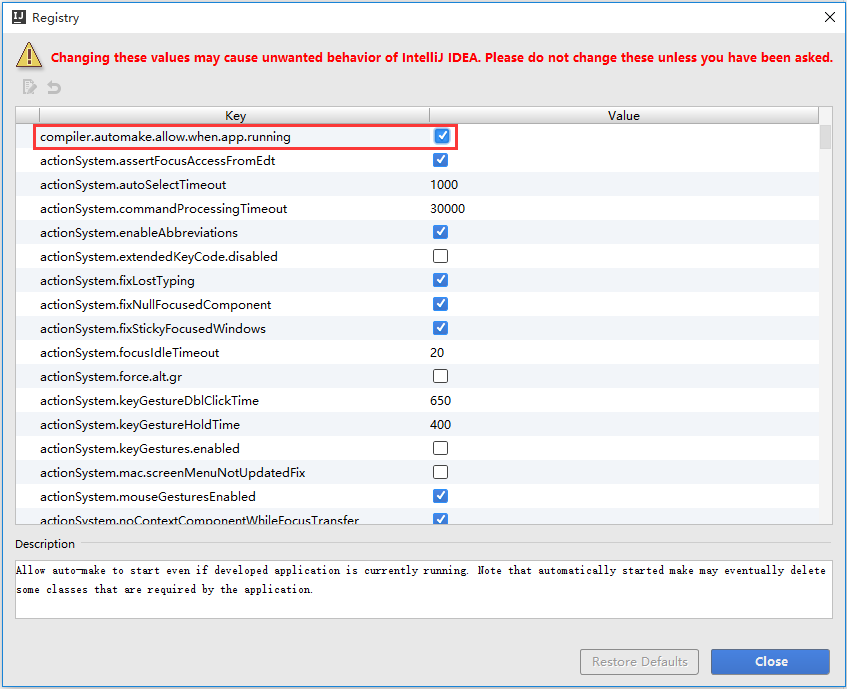 IJ Registry
Changing these values may cause unwanted behavior of IntelliJ IDEA. Please do not change these unless you have been asked.
Key Value
compiler.automake.allow.when.app.running
actionSystem.assertFocusAccessFromEdt
actionSystem.autoSelectTimeout 1000
actionSystem.commandProcessingTimeout 30000
actionSystem.enableAbbreviations
actionSystem.extendedKeyCode.disabled
actionSystem.fixLostTyping
actionSystem.fixNullFocusedComponent
actionSystem.fixStickyFocusedWindows
actionSystem.focusIdleTimeout 20
actionSystem.force.alt.gr
actionSystem.keyGestureDblClickTime 650
actionSystem.keyGestureHoldTime 400
actionSystem.keyGestures.enabled
actionSystem.mac.screenMenuNotUpdatedFix
actionSystem.mouseGesturesEnabled
actionSystem.noContextComponentWhileFocusTransfer
Description
Allow auto-make to start even if developed application is currently running. Note that automatically started make may eventually delete
some classes that are required by the application.
Restore Defaults Close